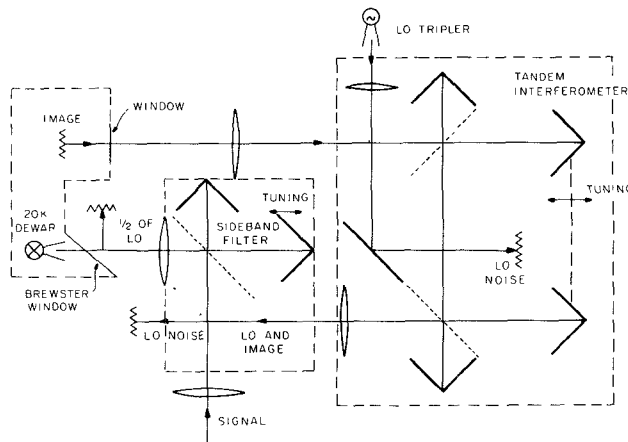 LO TRIPLER
TANDEM
INTERFEROMETER
WINDOW
IMAGE
TUNING
TUNING
20K
DEWAR
1/2 OF
LO
SIDEBAND
FILTER
LO
NOISE
BREWSTER
WINDOW
LO NOISE
LO AND
IMAGE
SIGNAL